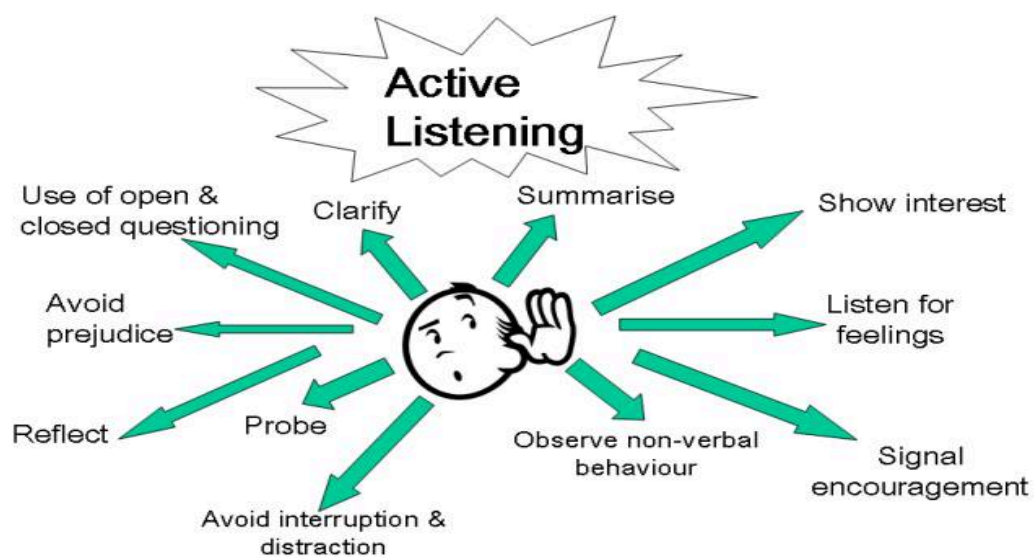 Active
Listening
Use of open &
closed questioning
Clarify
Summarise
Show interest
Avoid
prejudice
Listen for
feelings
Reflect
Probe
Observe non-verbal
behaviour
Signal
encouragement
Avoid interruption &
distraction